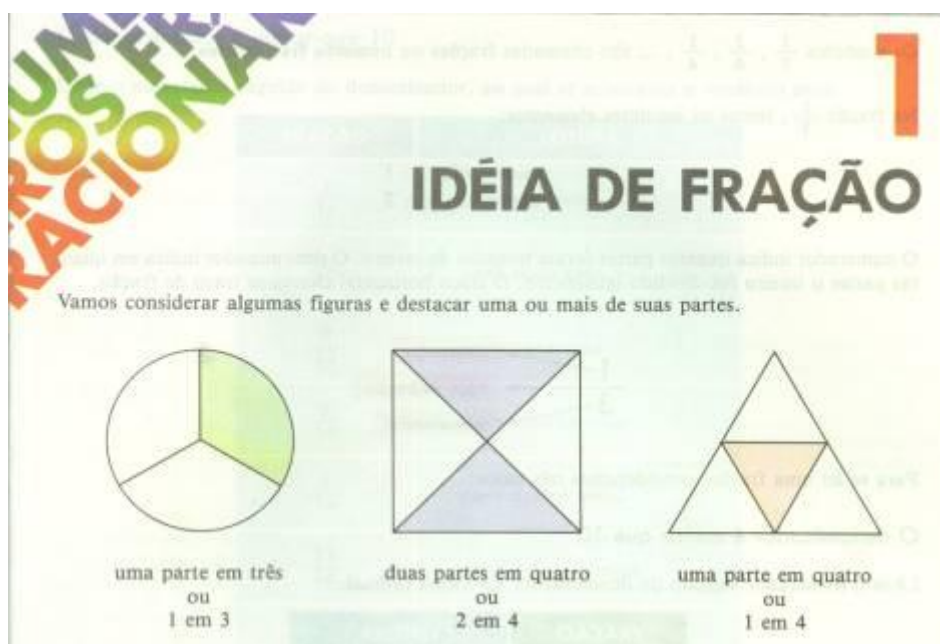 1
IDÉIA DE FRAÇÃO
Vamos considerar algumas figuras e destacar uma ou mais de suas partes.
uma parte em três
ou
1 em 3
duas partes em quatro
ou
2 em 4
uma parte em quatro
ou
1 em 4